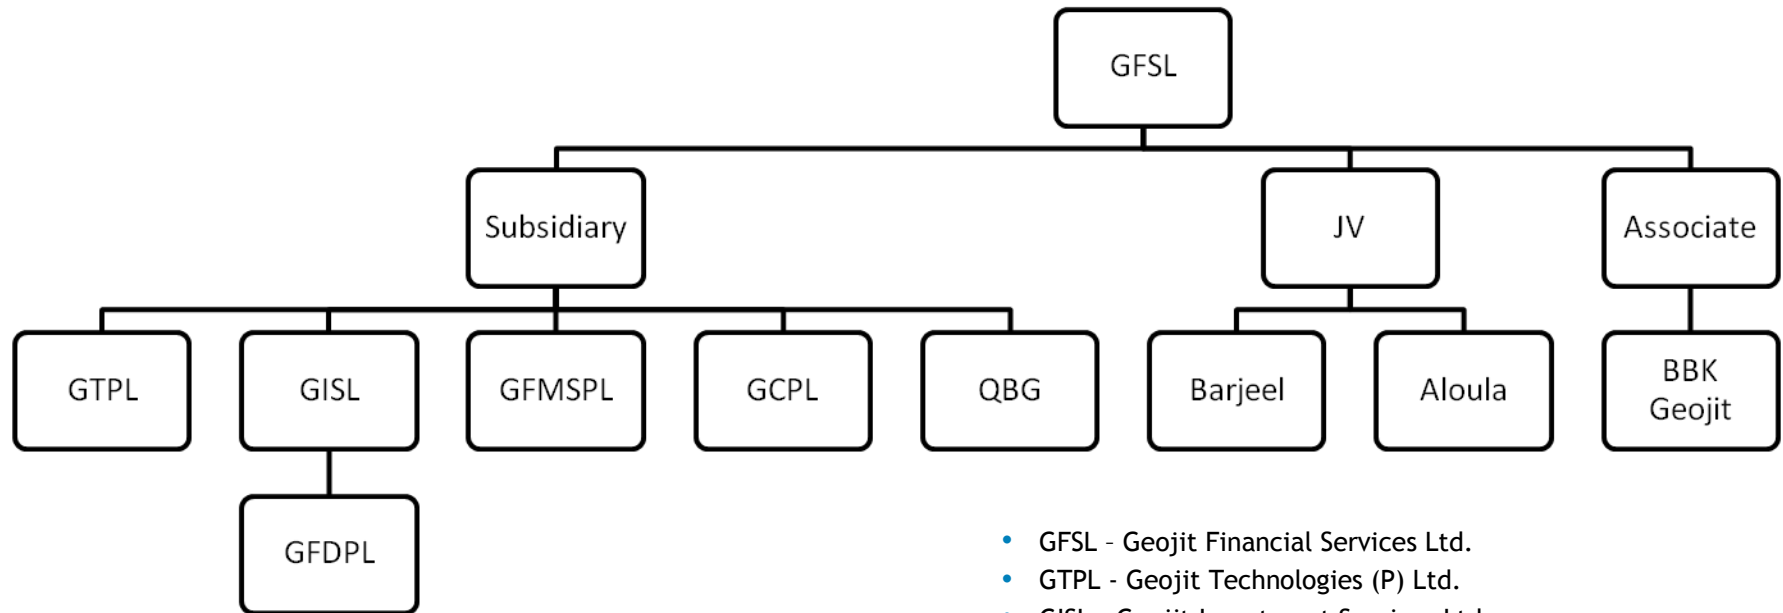 GFSL
Subsidiary
JV
Associate
GTPL
GISL
GFMSPL
GCPL
QBG
Barjeel
Aloula
BBK
Geojit
GFDPL
• GFSL – Geojit Financial Services Ltd.
• GTPL - Geojit Technologies (P) Ltd.